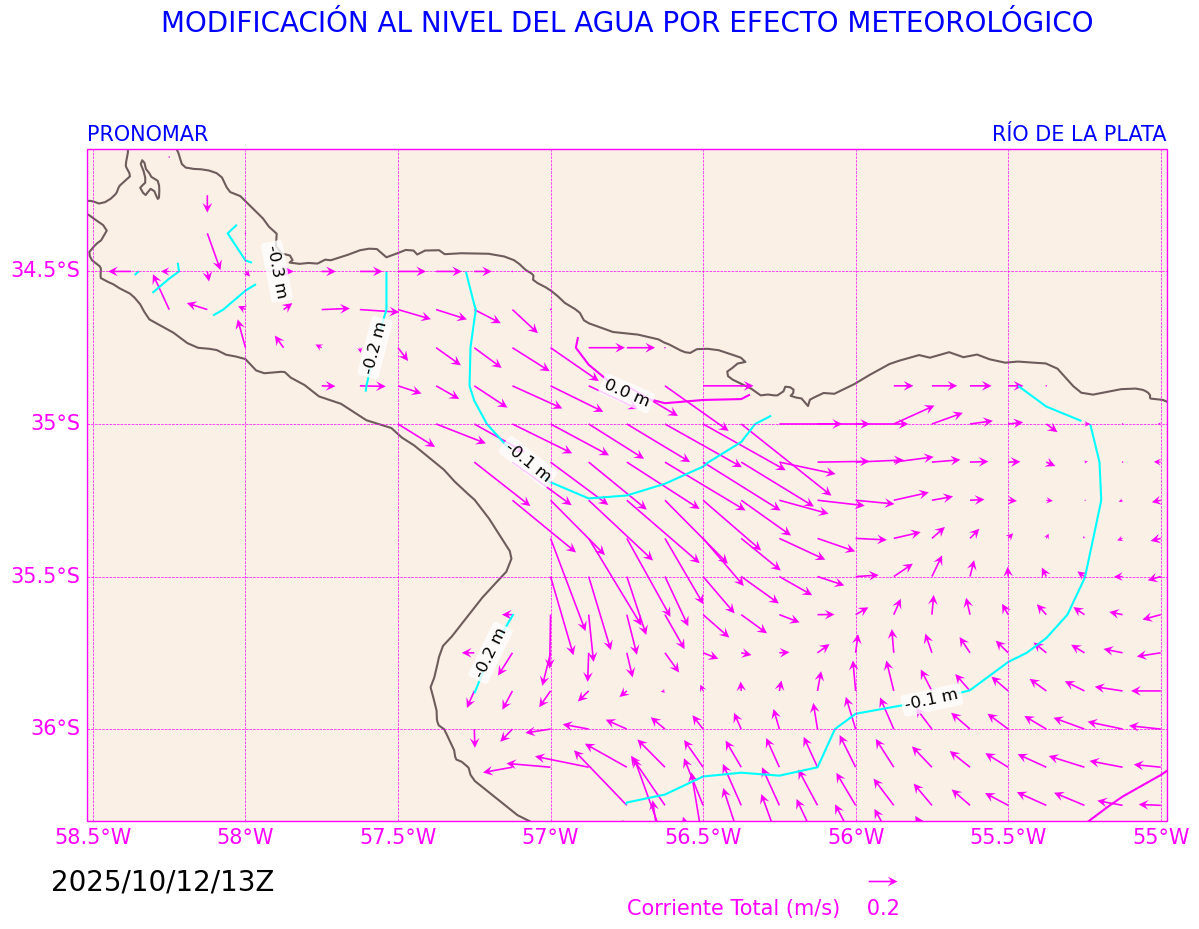 MODIFICACIÓN AL NIVEL DEL AGUA POR EFECTO METEOROLÓGICO
PRONOMAR
RÍO DE LA PLATA
34.5°S
35°S
35.5°S
36°S
-0.3 m
-0.2 m
0.0 m
-0.1 m
-0.2 m
-0.1 m
58.5°W
58°W
57.5°W
57°W
56.5°W
56°W
55.5°W
55°W
2025/10/12/13Z
Corriente Total (m/s)
0.2